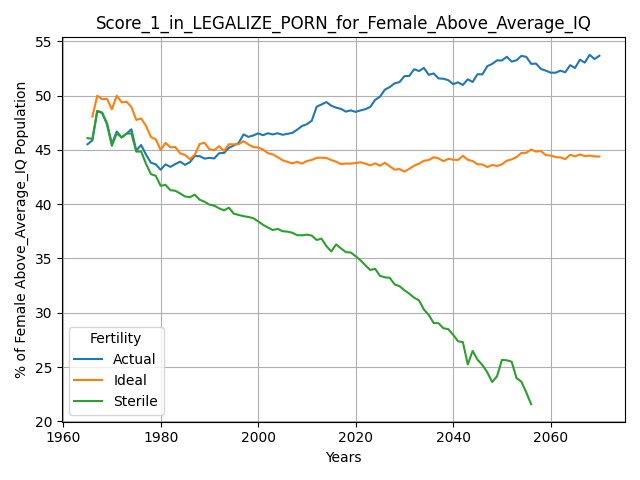 Score_1_in_LEGALIZE_PORN_for_Female_Above_Average_IQ
% of Female Above_Average_IQ Population
55
50
45
40
35
30
25
20
Fertility
Actual
Ideal
Sterile
1960 1980 2000 2020 2040 2060
Years